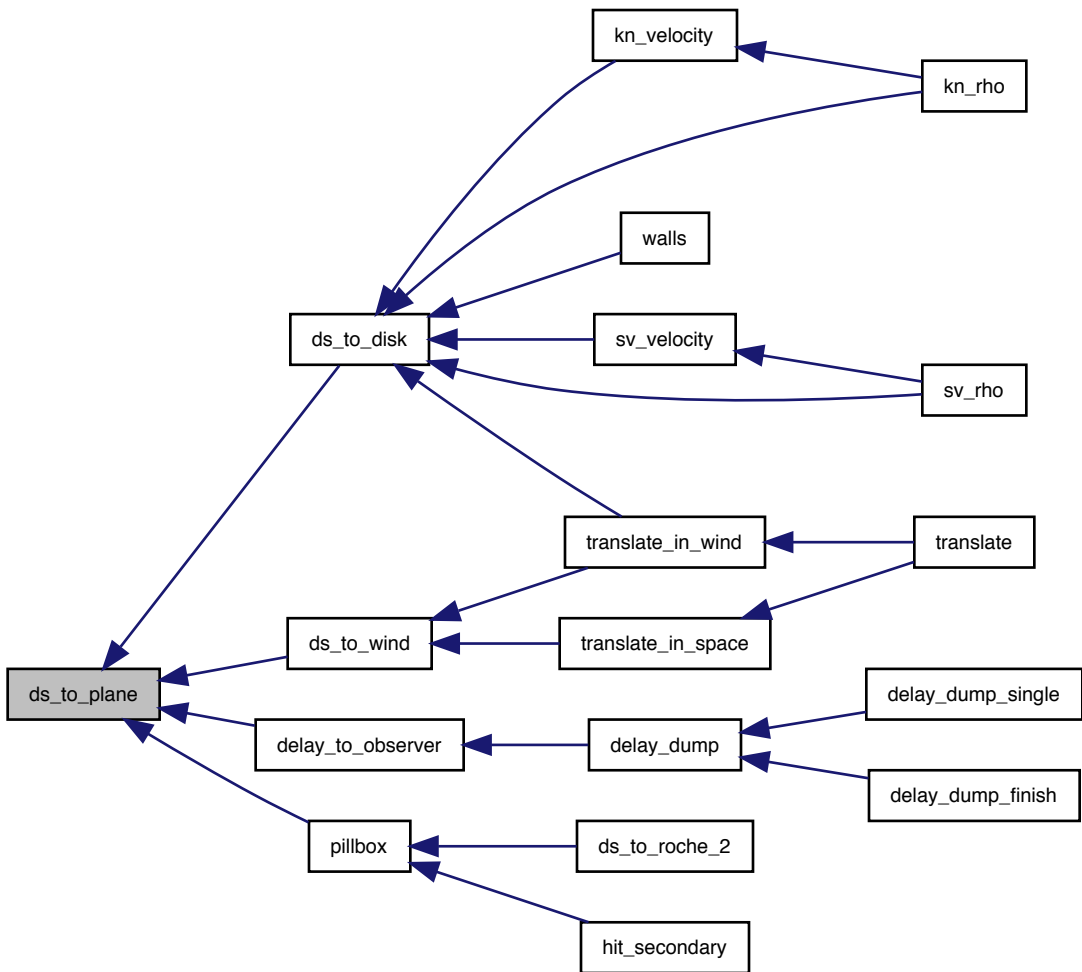 kn_velocity
kn_rho
walls
ds_to_disk
sv_velocity
sv_rho
translate_in_wind
translate
ds_to_wind
translate_in_space
ds_to_plane
delay_dump_single
delay_to_observer
delay_dump
delay_dump_finish
pillbox
ds_to_roche_2
hit_secondary